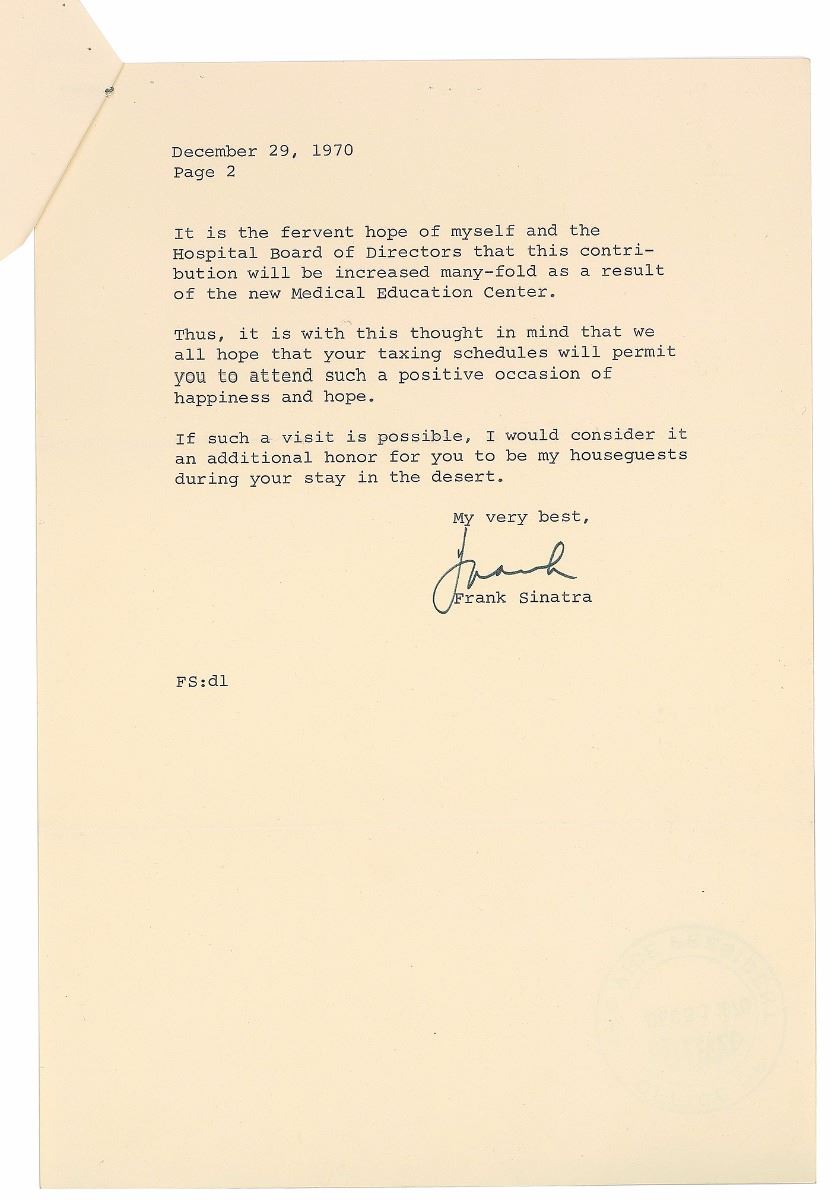 December 29, 1970
Page 2
It is the fervent hope of myself and the
Hospital Board of Directors that this contri-
bution will be increased many-fold as a result
of the new Medical Education Center.
Thus, it is with this thought in mind that we
all hope that your taxing schedules will permit
you to attend such a positive occasion of
happiness and hope.
If such a visit is possible, I would consider it
an additional honor for you to be my houseguests
during your stay in the desert.
My very best,
Frank
Frank Sinatra
FS:dl
VICE PRESIDENT